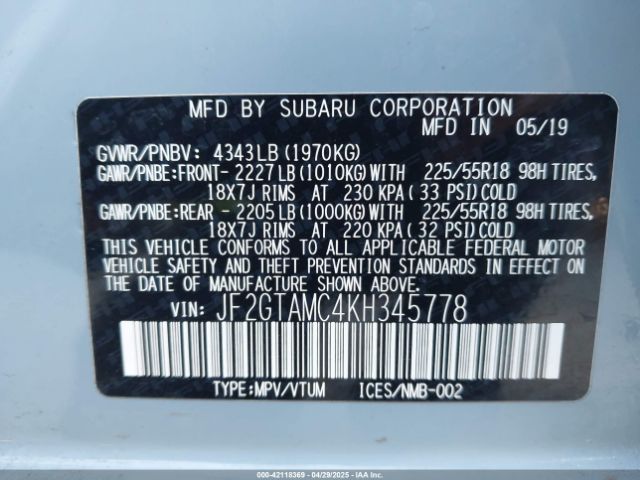 MFD BY SUBARU CORPORATION
MFD IN 05/19
GVWR/PNBV: 4343LB (1970KG)
GAWR/PNBE:FRONT- 2227LB (1010KG)WITH 225/55R18 98H TIRES,
18X7J RIMS AT 230 KPA (33 PSI)COLD
GAWR/PNBE:REAR - 2205LB (1000KG)WITH 225/55R18 98H TIRES,
18X7J RIMS AT 220 KPA (32 PSI)COLD
THIS VEHICLE CONFORMS TO ALL APPLICABLE FEDERAL MOTOR
VEHICLE SAFETY AND THEFT PREVENTION STANDARDS IN EFFECT
ON THE DATE OF MANUFACTURE SHOWN ABOVE.
VIN: JF2GTAMC4KH345778
TYPE:MPV/VTUM ICES/NMB-002
000-42118369 04/29/2025 - IAAI Copyright